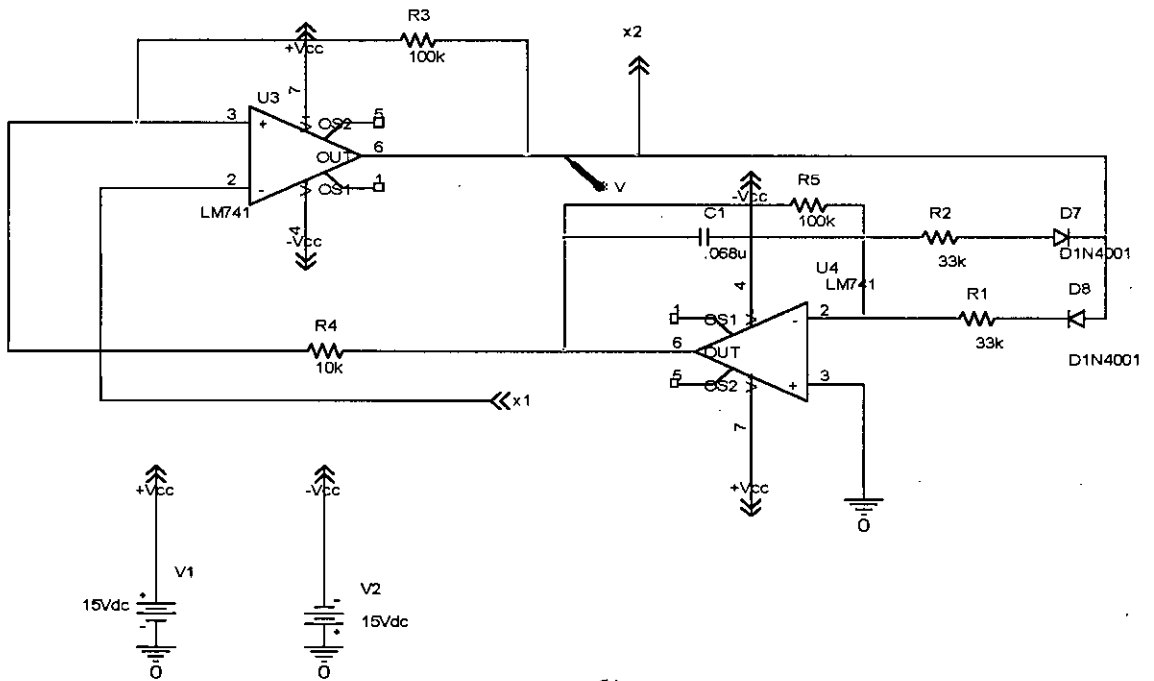 R3
100k
x2
+Vcc
7
U3
3
+
OS2
5
OUT
6
2
-
OS1
1
LM741
4
-Vcc
V
-Vcc
R5
100k
C1
.068u
R2
33k
D7
D1N4001
4
U4
LM741
1
OS1
2
-
R1
33k
D8
D1N4001
R4
10k
6
OUT
5
OS2
+
3
7
x1
+Vcc
0
+Vcc
-Vcc
V1
+
15Vdc
-
0
V2
-
15Vdc
+
0